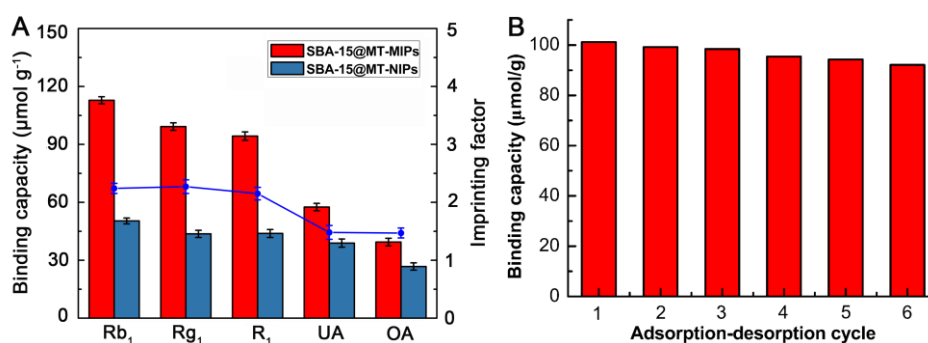 A
Binding capacity (μmol g⁻¹)
150
120
90
60
30
0
SBA-15@MT-MIPs
SBA-15@MT-NIPs
5
4
3
2
1
0
Imprinting factor
Rb₁ Rg₁ R₁ UA OA
B
Binding capacity (μmol/g)
100
80
60
40
20
0
1 2 3 4 5 6
Adsorption-desorption cycle